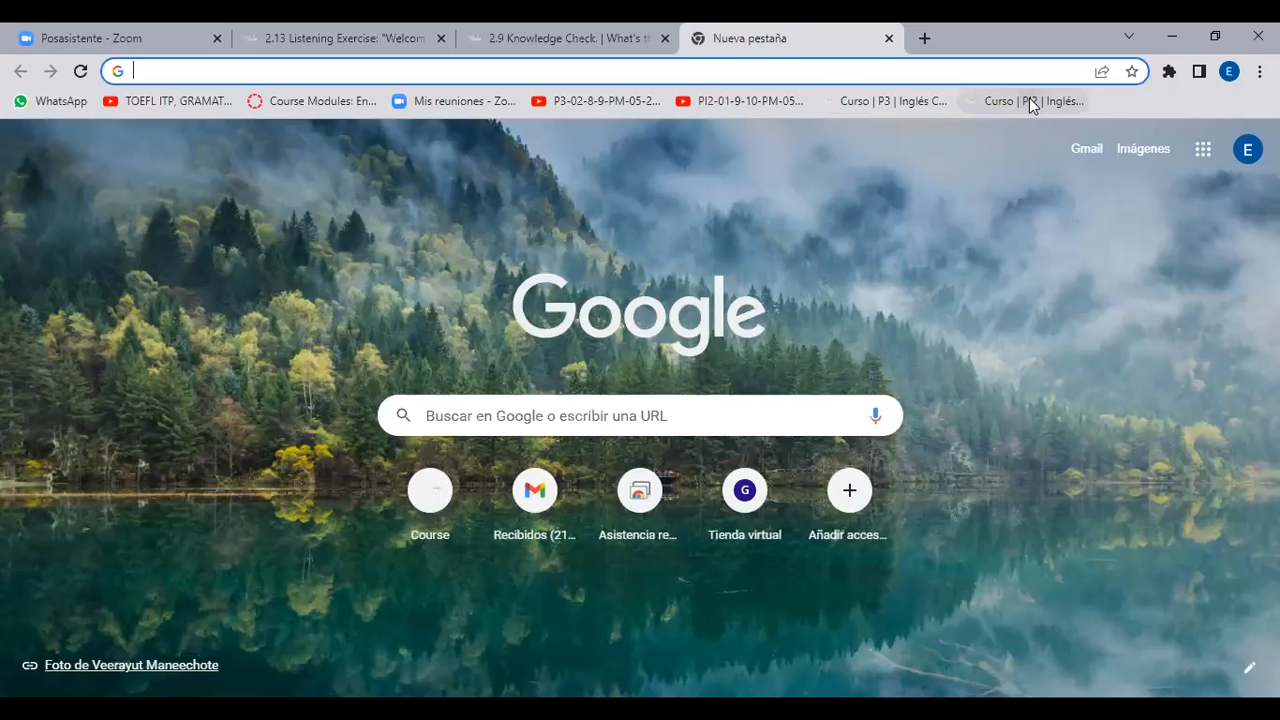 Posasistente - Zoom
2.13 Listening Exercise: "Welcom
2.9 Knowledge Check. | What's th
Nueva pestaña
E
WhatsApp
TOEFL ITP, GRAMAT...
Course Modules: En...
Mis reuniones - Zo...
P3-02-8-9-PM-05-2...
PI2-01-9-10-PM-05...
Curso | P3 | Inglés C...
Curso | Inglés...
Gmail
Imágenes
E
Google
Buscar en Google o escribir una URL
Course
Recibidos (21...
Asistencia re...
G
Tienda virtual
Añadir acces...
Foto de Veerayut Maneechote